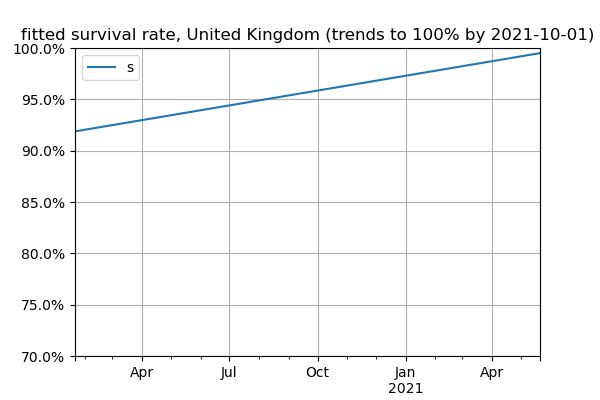 fitted survival rate, United Kingdom (trends to 100% by 2021-10-01)
100.0%
s
95.0%
90.0%
85.0%
80.0%
75.0%
70.0%
Apr Jul Oct Jan Apr
2021